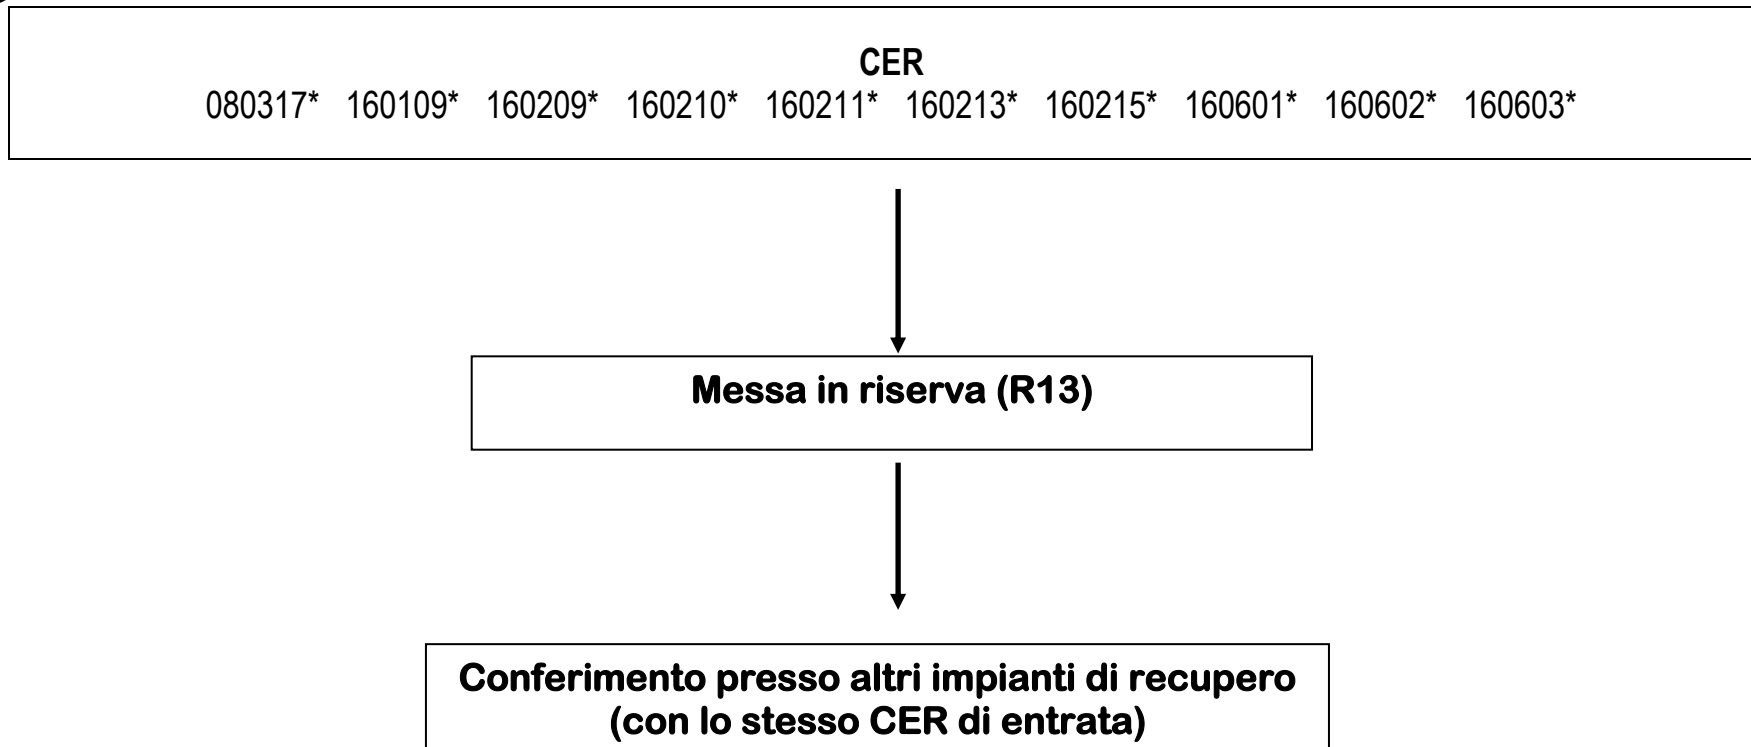 CER
080317* 160109* 160209* 160210* 160211* 160213* 160215* 160601* 160602* 160603*
Messa in riserva (R13)
Conferimento presso altri impianti di recupero
(con lo stesso CER di entrata)